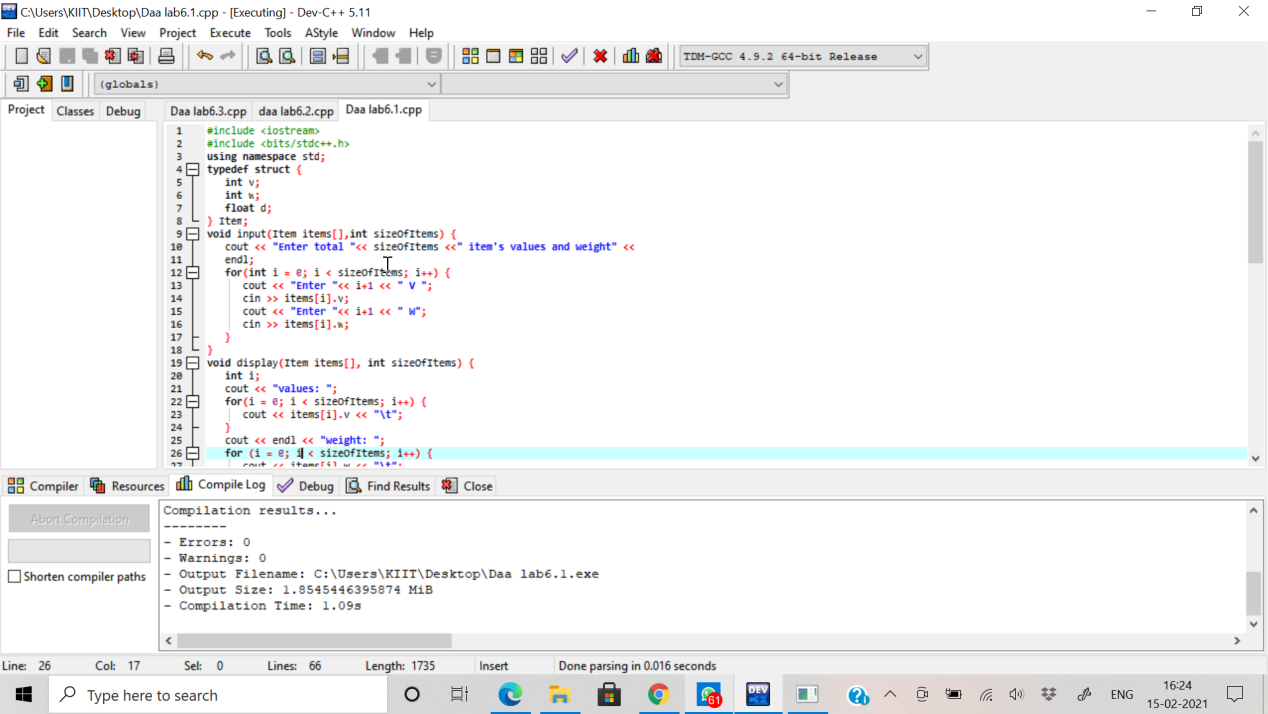 C:\Users\KIIT\Desktop\Daa lab6.cpp - [Executing] - Dev-C++ 5.11
File Edit Search View Project Execute Tools AStyle Window Help
TDM-GCC 4.9.2 64-bit Release
(globals)
Project Classes Debug Daa lab6.3.cpp daa lab6.2.cpp Daa lab6.1.cpp
1 #include <iostream>
2 #include <bits/stdc++.h>
3 using namespace std;
4 typedef struct {
5 int v;
6 int w;
7 float d;
8 } Item;
9 void input(Item items[],int sizeOfItems) {
10 cout << "Enter total "<< sizeOfItems <<" item's values and weight" <<
11 endl;
12 for(int i = 0; i < sizeOfItems; i++) {
13 cout << "Enter "<< i+1 << " V ";
14 cin >> items[i].v;
15 cout << "Enter "<< i+1 << " W";
16 cin >> items[i].w;
17 }
18 }
19 void display(Item items[], int sizeOfItems) {
20 int i;
21 cout << "values: ";
22 for(i = 0; i < sizeOfItems; i++) {
23 cout << items[i].v << "\t";
24 }
25 cout << endl << "weight: ";
26 for (i = 0; i < sizeOfItems; i++) {
27 cout << items[i].w << "\t";
Compiler Resources Compile Log Debug Find Results Close
Abort Compilation
Shorten compiler paths
Compilation results...
--------
- Errors: 0
- Warnings: 0
- Output Filename: C:\Users\KIIT\Desktop\Daa lab6.1.exe
- Output Size: 1.8545446395874 MiB
- Compilation Time: 1.09s
Line: 26 Col: 17 Sel: 0 Lines: 66 Length: 1735 Insert Done parsing in 0.016 seconds
Type here to search
61
DEV
ENG
16:24
15-02-2021